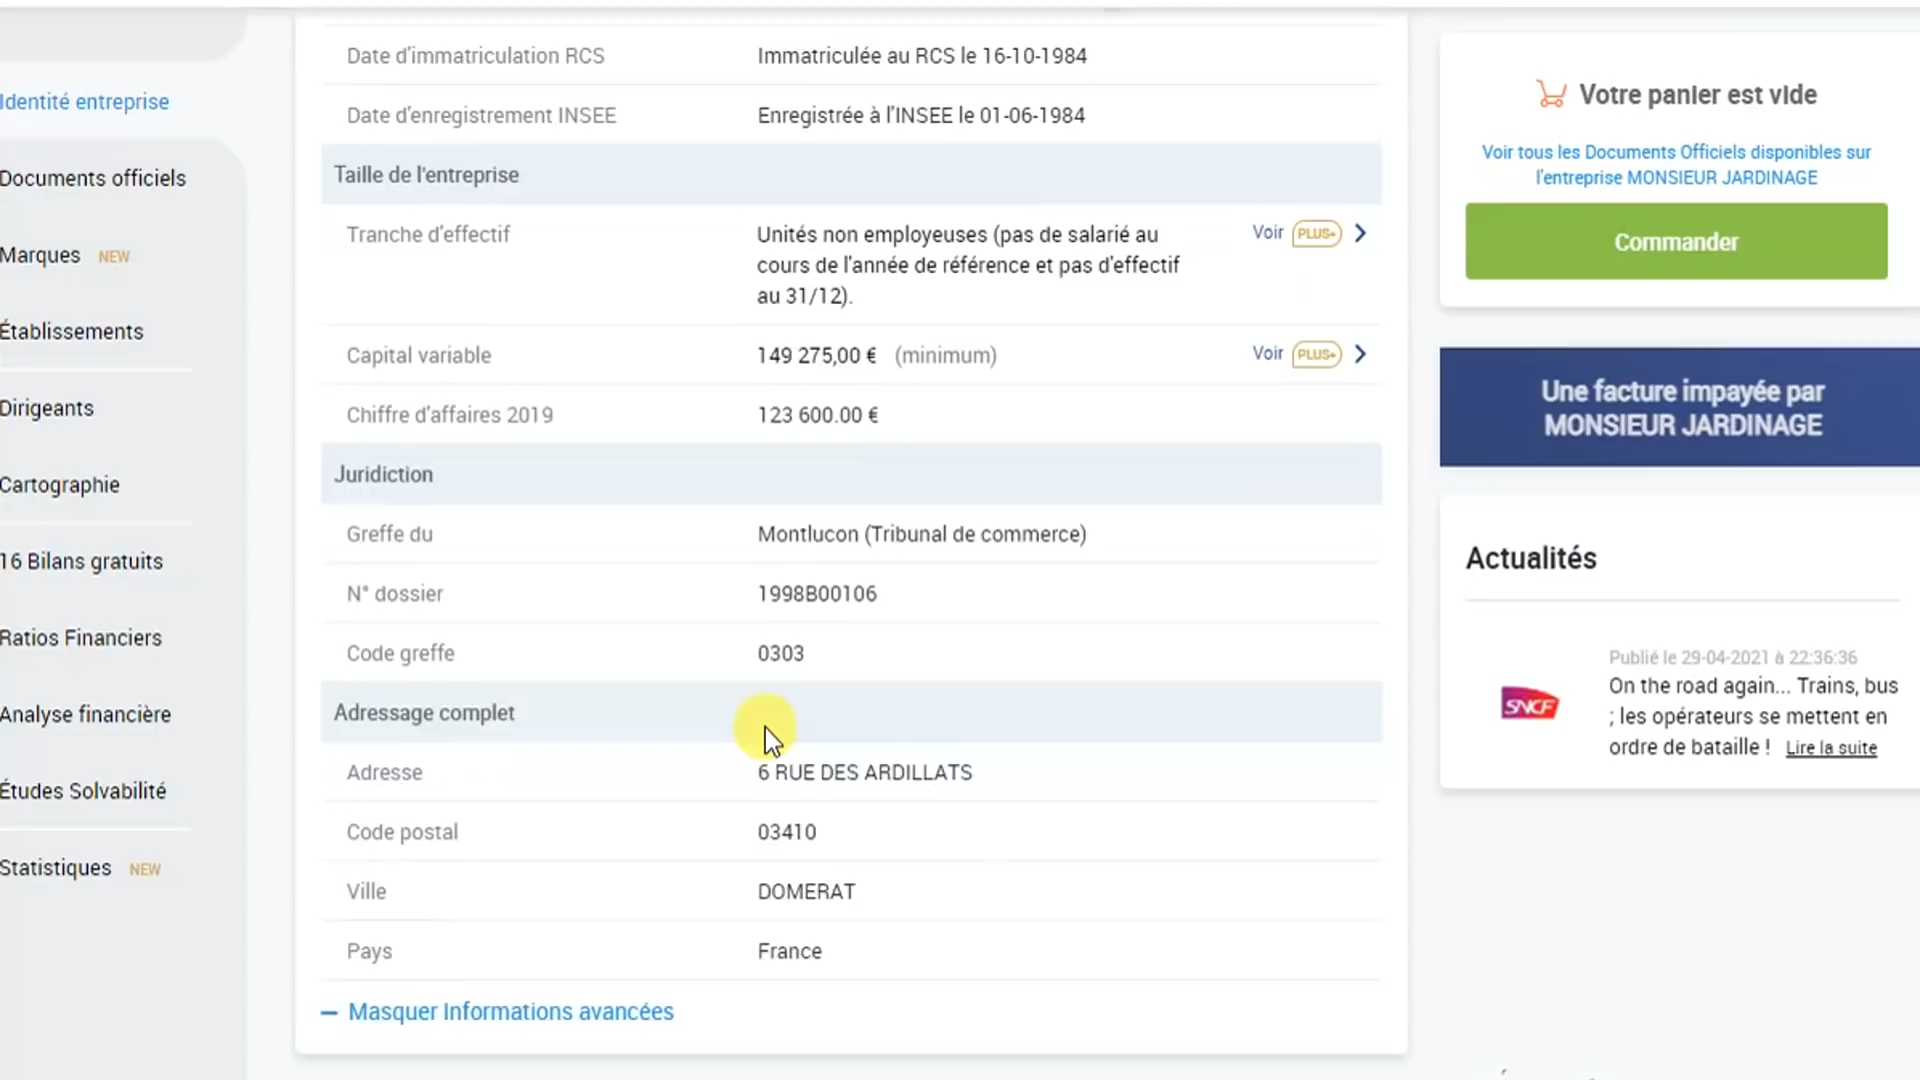 Date d'immatriculation RCS
Immatriculée au RCS le 16-10-1984
Date d'enregistrement INSEE
Enregistrée à l'INSEE le 01-06-1984
Taille de l'entreprise
Tranche d'effectif
Unités non employeuses (pas de salarié au
cours de l'année de référence et pas d'effectif
au 31/12).
Voir PLUS+
Capital variable
149 275,00 € (minimum)
Voir PLUS+
Chiffre d'affaires 2019
123 600.00 €
Juridiction
Greffe du
Montlucon (Tribunal de commerce)
N° dossier
1998B00106
Code greffe
0303
Adressage complet
Adresse
6 RUE DES ARDILLATS
Code postal
03410
Ville
DOMERAT
Pays
France
Masquer Informations avancées
Identité entreprise
Documents officiels
Marques NEW
Établissements
Dirigeants
Cartographie
16 Bilans gratuits
Ratios Financiers
Analyse financière
Études Solvabilité
Statistiques NEW
Votre panier est vide
Voir tous les Documents Officiels disponibles sur
l'entreprise MONSIEUR JARDINAGE
Commander
Une facture impayée par
MONSIEUR JARDINAGE
Actualités
Publié le 29-04-2021 à 22:36:36
SNCF
On the road again... Trains, bus
; les opérateurs se mettent en
ordre de bataille ! Lire la suite